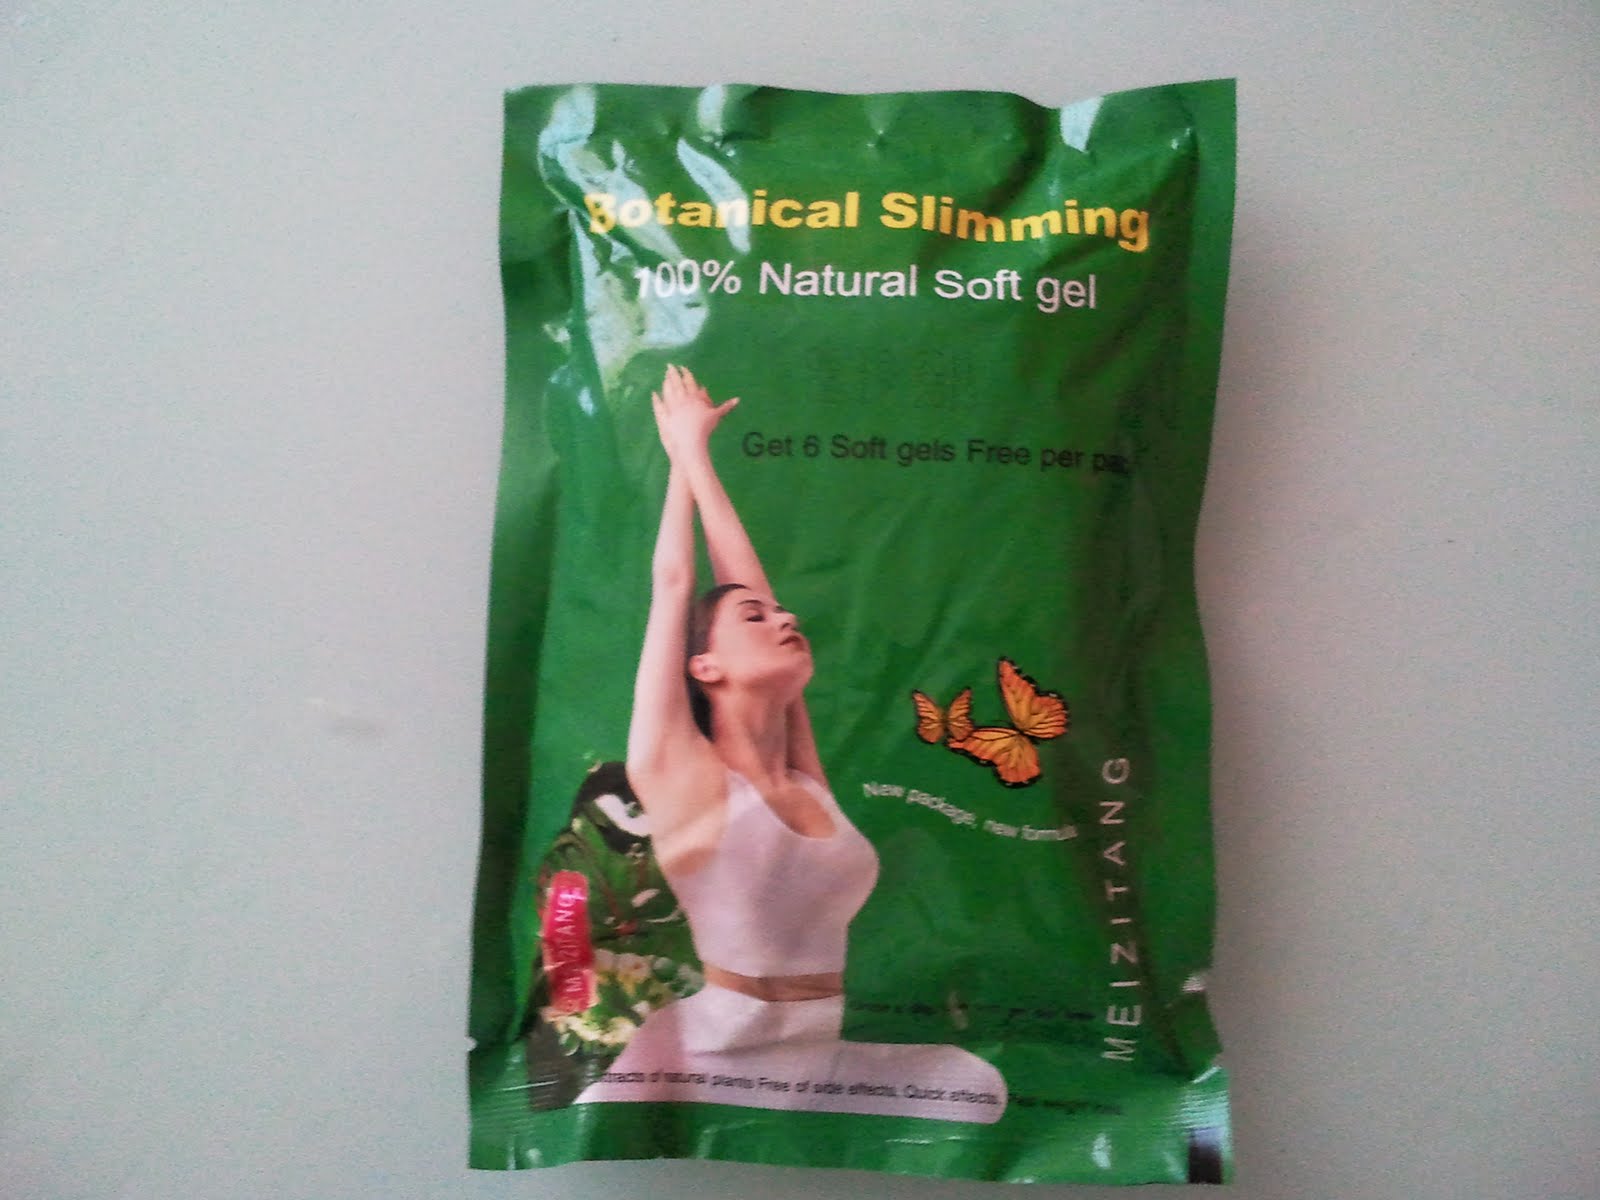 Botanical Slimming
100% Natural Soft gel
Get 6 Soft gels Free per
New package, new formula
MEIZITANG
MEIZITANG
of natural plants Free of side effects, Quick effects,